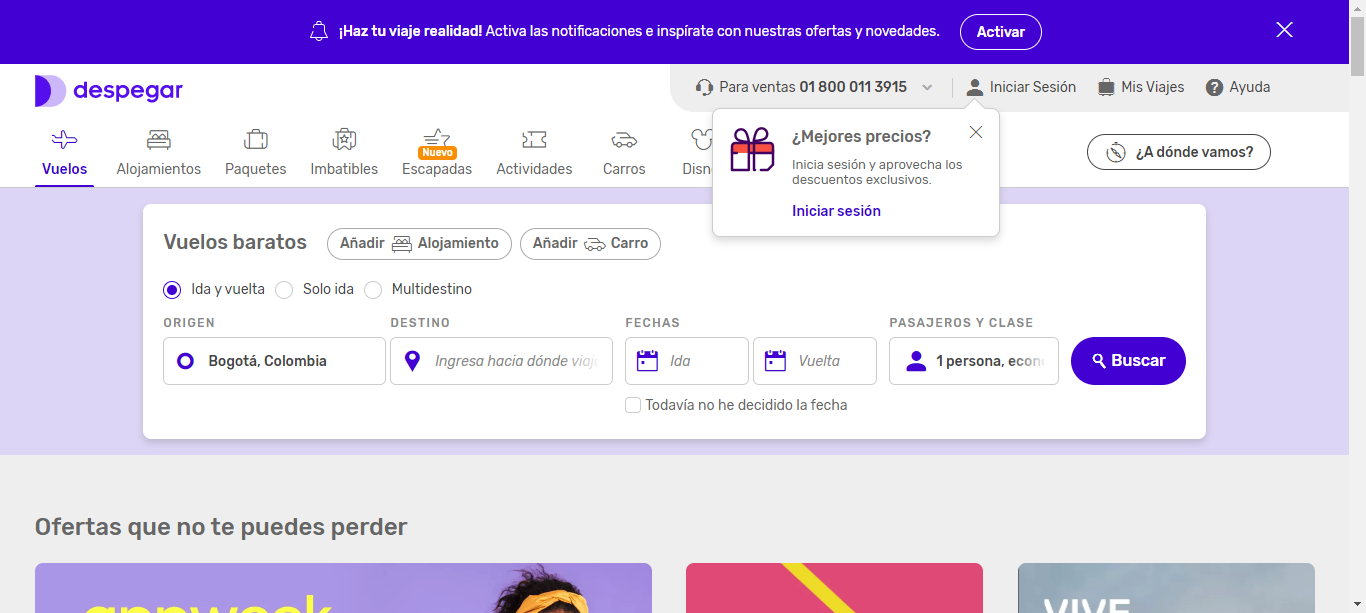 ¡Haz tu viaje realidad! Activa las notificaciones e inspírate con nuestras ofertas y novedades.
Activar
despegar
Para ventas 01 800 011 3915
Iniciar Sesión
Mis Viajes
Ayuda
Vuelos
Alojamientos
Paquetes
Imbatibles
Nuevo
Escapadas
Actividades
Carros
¿A dónde vamos?
¿Mejores precios?
Inicia sesión y aprovecha los
descuentos exclusivos.
Iniciar sesión
Vuelos baratos
Añadir Alojamiento
Añadir Carro
Ida y vuelta
Solo ida
Multidestino
ORIGEN
DESTINO
FECHAS
PASAJEROS Y CLASE
Bogotá, Colombia
Ingresa hacia dónde viaj
Ida
Vuelta
1 persona, econ
Buscar
Todavía no he decidido la fecha
Ofertas que no te puedes perder
appweek
VIVE